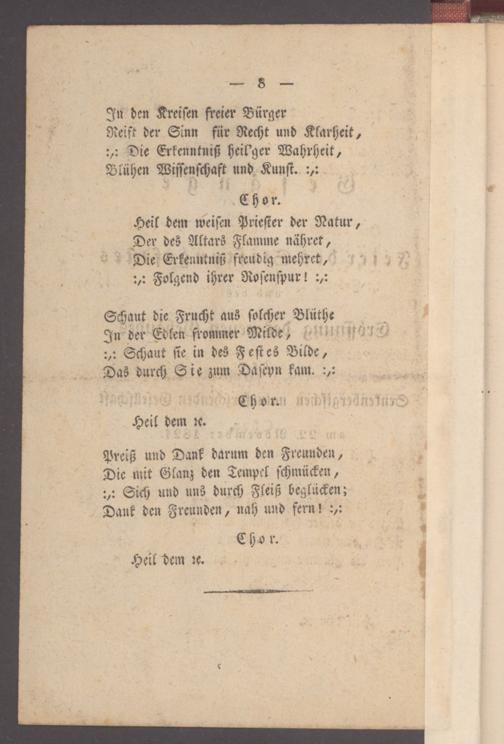 — 8 —
In den Kreisen freier Bürger
Reift der Sinn für Recht und Klarheit,
:,: Die Erkenntniß heil'ger Wahrheit,
Blühen Wissenschaft und Kunst. :,:
Chor.
Heil dem weisen Priester der Natur,
Der des Altars Flamme nähret,
Die Erkenntniß freudig mehret,
:,: Folgend ihrer Rosenspur! :,:
Schaut die Frucht aus solcher Blüthe
In der Edlen frommer Milde,
:,: Schaut sie in des Festes Bilde,
Das durch Sie zum Daseyn kam. :,:
Chor.
Heil dem ꝛc.
Preiß und Dank darum den Freunden,
Die mit Glanz den Tempel schmücken,
:,: Sich und uns durch Fleiß beglücken;
Dank den Freunden, nah und fern! :,:
Chor.
Heil dem ꝛc.